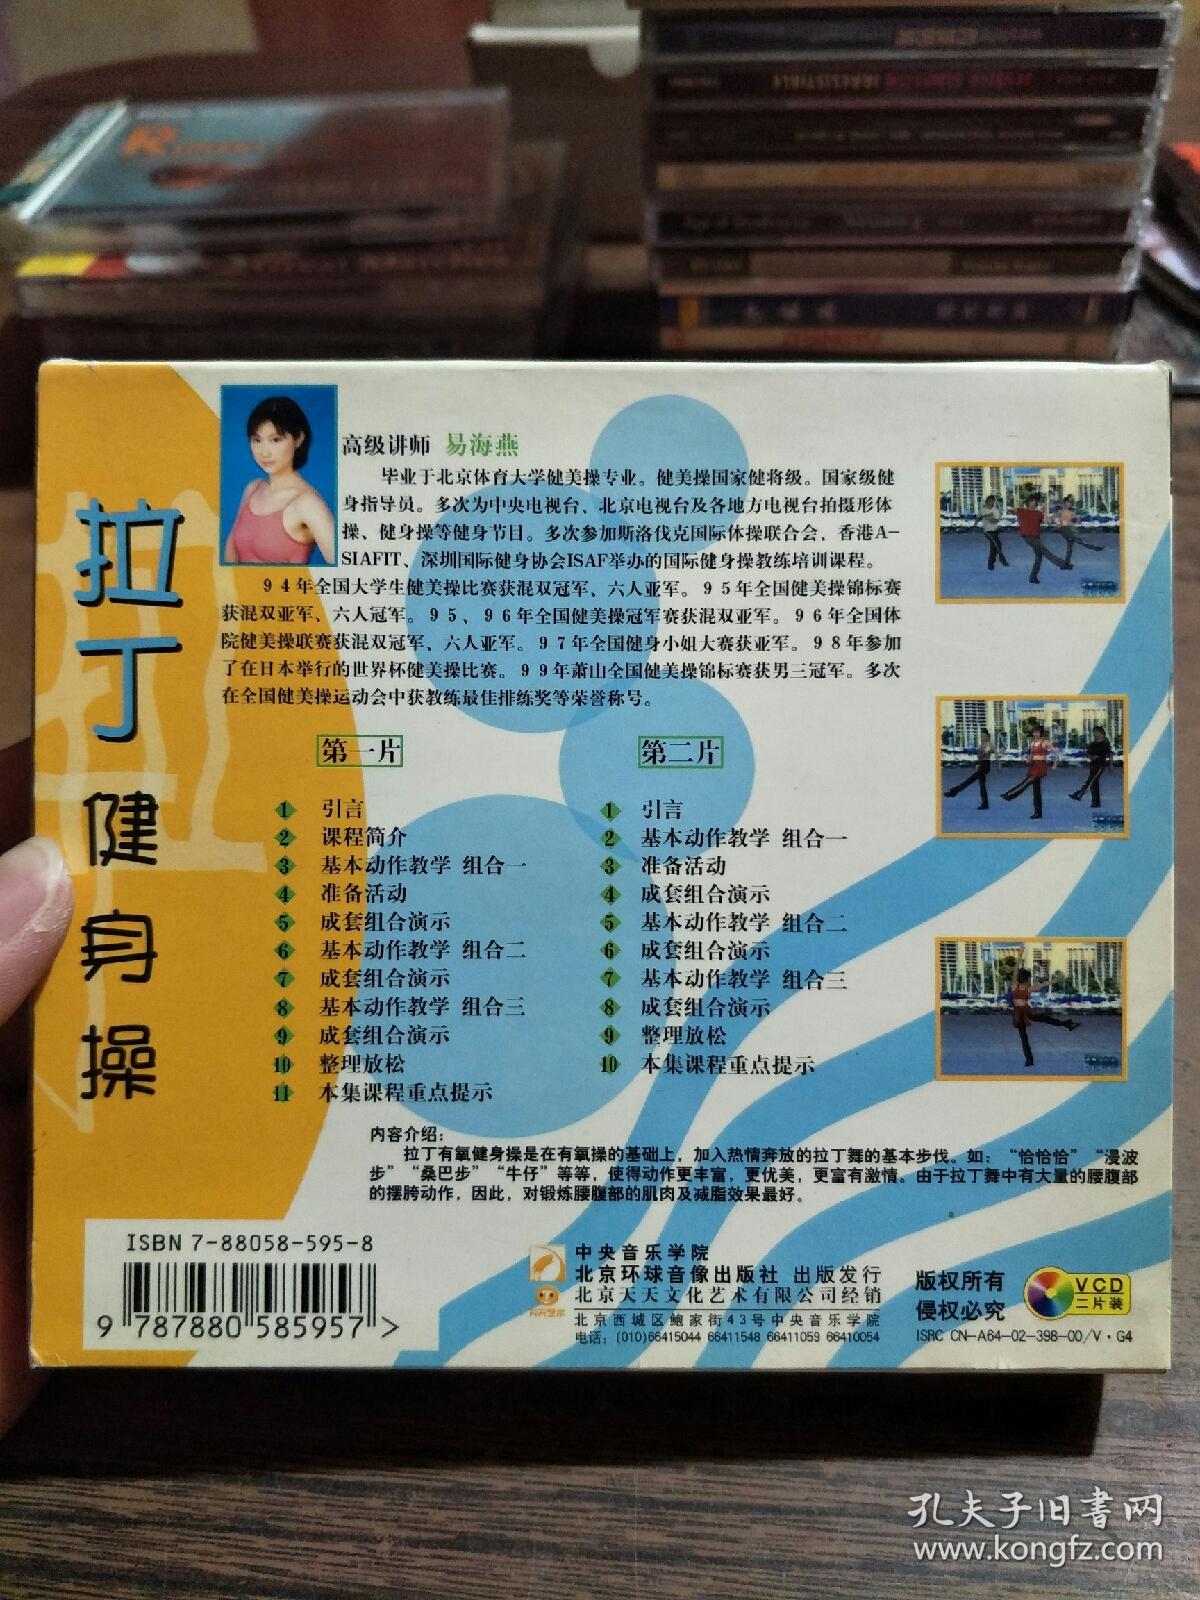 拉丁健身操
高级讲师 易海燕
毕业于北京体育大学健美操专业。健美操国家健将级。国家级健
身指导员。多次为中央电视台、北京电视台及各地方电视台拍摄形体
操、健身操等健身节目。多次参加斯洛伐克国际体操联合会、香港A-
SIAFIT、深圳国际健身协会ISAF举办的国际健身操教练培训课程。
94年全国大学生健美操比赛获混双冠军、六人亚军。95年全国健美操锦标赛
获混双亚军、六人冠军。95、96年全国健美操冠军赛获混双亚军。96年全国体
院健美操联赛获混双冠军、六人亚军。97年全国健身小姐大赛获亚军。98年参加
了在日本举行的世界杯健美操比赛。99年萧山全国健美操锦标赛获男三冠军。多次
在全国健美操运动会中获教练最佳排练奖等荣誉称号。
第一片
1 引言
2 课程简介
3 基本动作教学 组合一
4 准备活动
5 成套组合演示
6 基本动作教学 组合二
7 成套组合演示
8 基本动作教学 组合三
9 成套组合演示
10 整理放松
11 本集课程重点提示
第二片
1 引言
2 基本动作教学 组合一
3 准备活动
4 成套组合演示
5 基本动作教学 组合二
6 成套组合演示
7 基本动作教学 组合三
8 成套组合演示
9 整理放松
10 本集课程重点提示
内容介绍：
拉丁有氧健身操是在有氧操的基础上，加入热情奔放的拉丁舞的基本步伐。如：“恰恰恰”“漫波
步”“桑巴步”“牛仔”等等，使得动作更丰富，更优美，更富有激情。由于拉丁舞中有大量的腰腹部
的摆胯动作，因此，对锻炼腰腹部的肌肉及减脂效果最好。
ISBN 7-88058-595-8
9 787880 585957 >
天天艺术
中央音乐学院
北京环球音像出版社 出版发行
北京天天文化艺术有限公司经销
北京西城区鲍家街43号中央音乐学院
电话：(010)66415044 66411548 66411059 66410054
版权所有
侵权必究
VCD
二片装
ISRC CN-A64-02-398-00/V·G4
孔夫子旧书网
www.kongfz.com